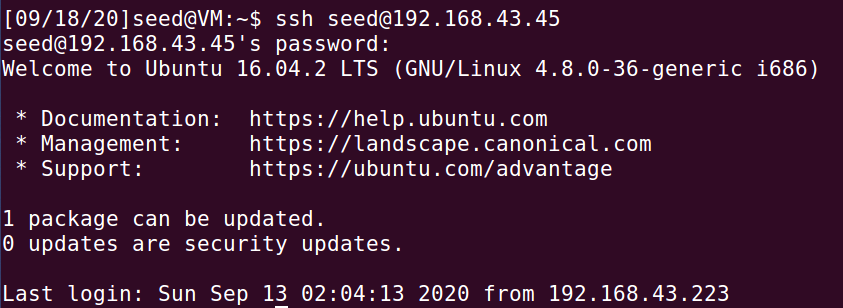 [09/18/20]seed@VM:~$ ssh seed@192.168.43.45
seed@192.168.43.45's password:
Welcome to Ubuntu 16.04.2 LTS (GNU/Linux 4.8.0-36-generic i686)
* Documentation:  https://help.ubuntu.com
* Management:     https://landscape.canonical.com
* Support:        https://ubuntu.com/advantage
1 package can be updated.
0 updates are security updates.
Last login: Sun Sep 13 02:04:13 2020 from 192.168.43.223